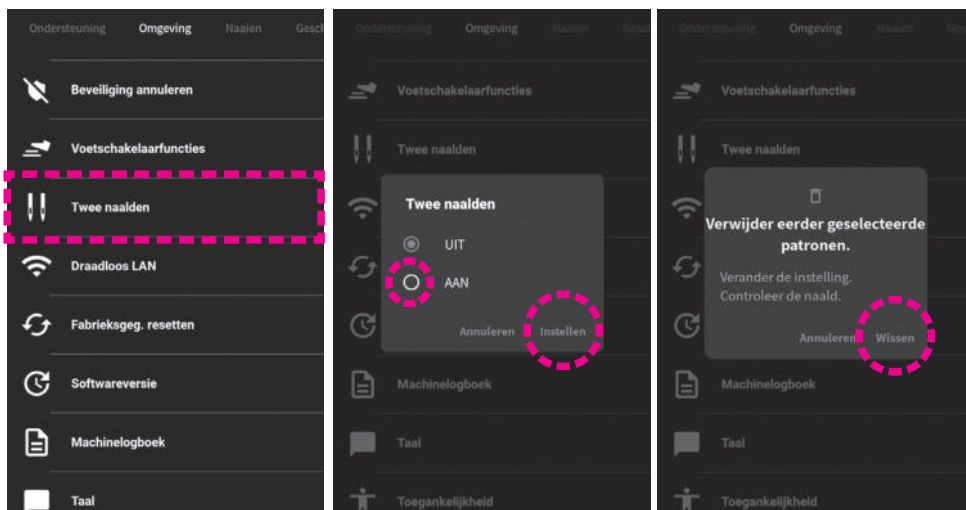 Ondersteuning Omgeving Naaien Gescl
Beveiliging annuleren
Voetschakelaarfuncties
Twee naalden
Draadloos LAN
Fabrieksgeg. resetten
Softwareversie
Machinelogboek
Taal
Ondersteuning Omgeving Naaien
Voetschakelaarfuncties
Twee naalden
Twee naalden
UIT
AAN
Annuleren Instellen
Machinelogboek
Taal
Toegankelijkheid
Ondersteuning Omgeving Naaien
Voetschakelaarfuncties
Twee naalden
Verwijder eerder geselecteerde
patronen.
Verander de instelling.
Controleer de naald.
Annuleren Wissen
Machinelogboek
Taal
Toegankelijkheid